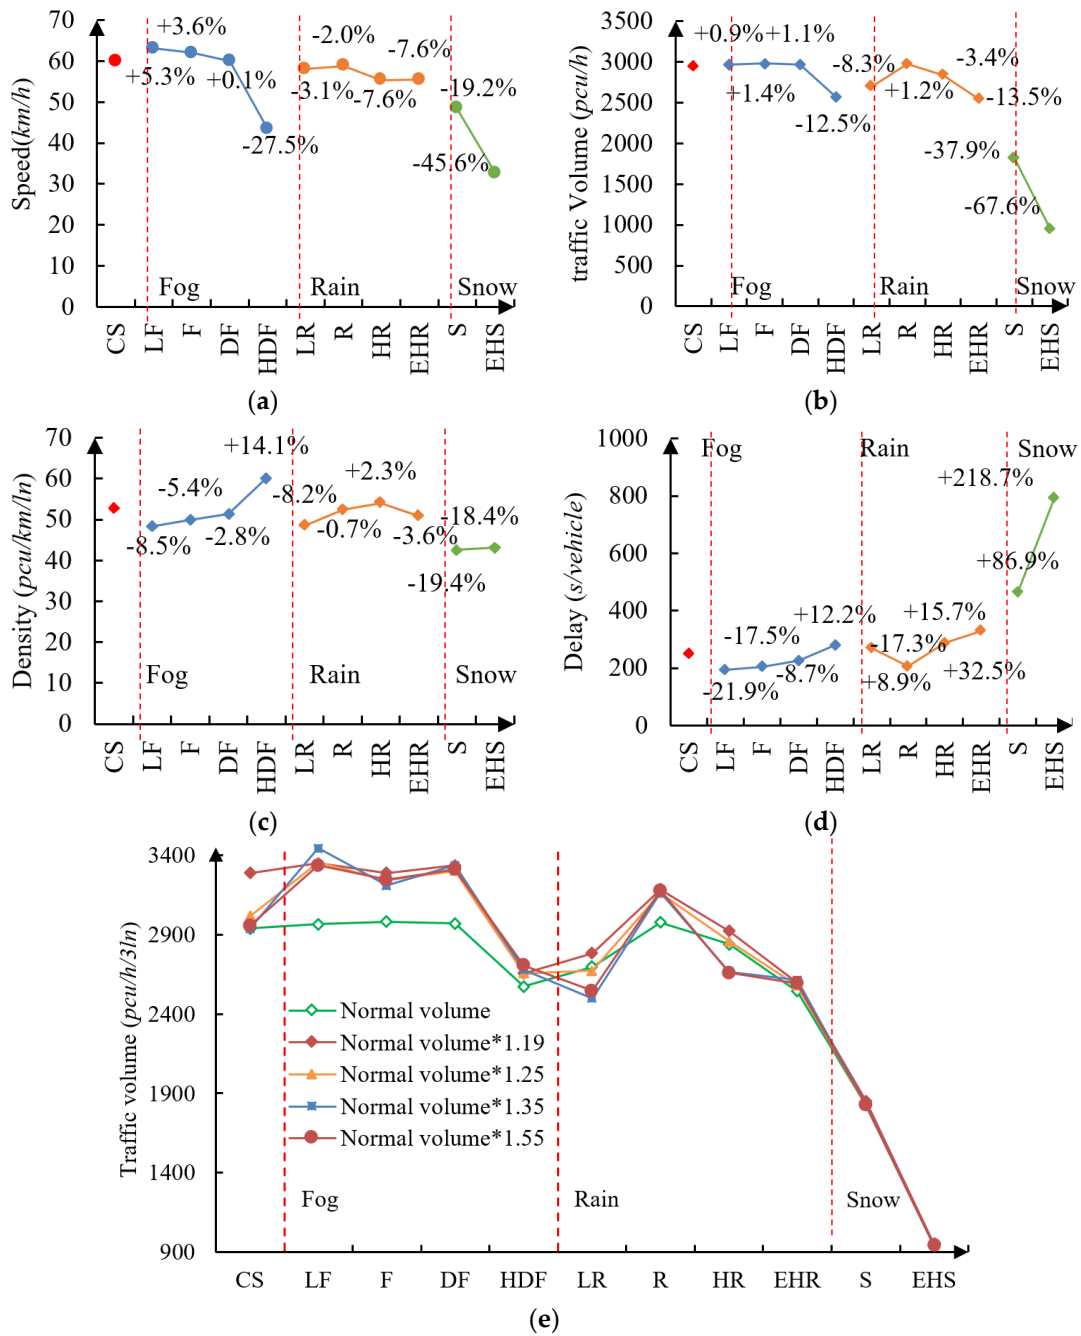 70
60
50
40
30
20
10
0
Speed(km/h)
+3.6%
+5.3%
+0.1%
-27.5%
-2.0%
-3.1%
-7.6%
-7.6%
-19.2%
-45.6%
Fog
Rain
Snow
CS
LF
F
DF
HDF
LR
R
HR
EHR
S
EHS
(a)
3500
3000
2500
2000
1500
1000
500
0
traffic Volume (pcu/h)
+0.9%
+1.1%
+1.4%
-12.5%
-8.3%
+1.2%
-3.4%
-13.5%
-37.9%
-67.6%
Fog
Rain
Snow
CS
LF
F
DF
HDF
LR
R
HR
EHR
S
EHS
(b)
70
60
50
40
30
20
10
0
Density (pcu/km/ln)
+14.1%
-5.4%
-8.5%
-2.8%
-8.2%
+2.3%
-0.7%
-3.6%
-18.4%
-19.4%
Fog
Rain
Snow
CS
LF
F
DF
HDF
LR
R
HR
EHR
S
EHS
(c)
1000
800
600
400
200
0
Delay (s/vehicle)
Fog
Rain
Snow
+218.7%
+86.9%
+12.2%
+15.7%
-17.5%
-17.3%
-8.7%
+32.5%
-21.9%
+8.9%
CS
LF
F
DF
HDF
LR
R
HR
EHR
S
EHS
(d)
3400
2900
2400
1900
1400
900
Traffic volume (pcu/h/3ln)
Normal volume
Normal volume*1.19
Normal volume*1.25
Normal volume*1.35
Normal volume*1.55
Fog
Rain
Snow
CS
LF
F
DF
HDF
LR
R
HR
EHR
S
EHS
(e)